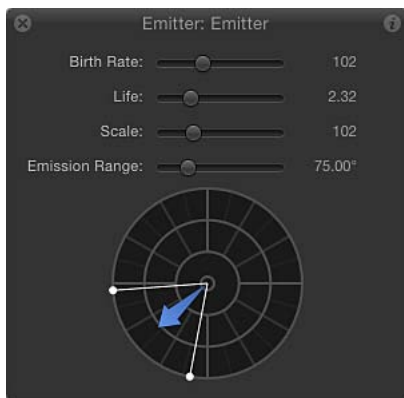 Emitter: Emitter
Birth Rate: 102
Life: 2.32
Scale: 102
Emission Range: 75.00°